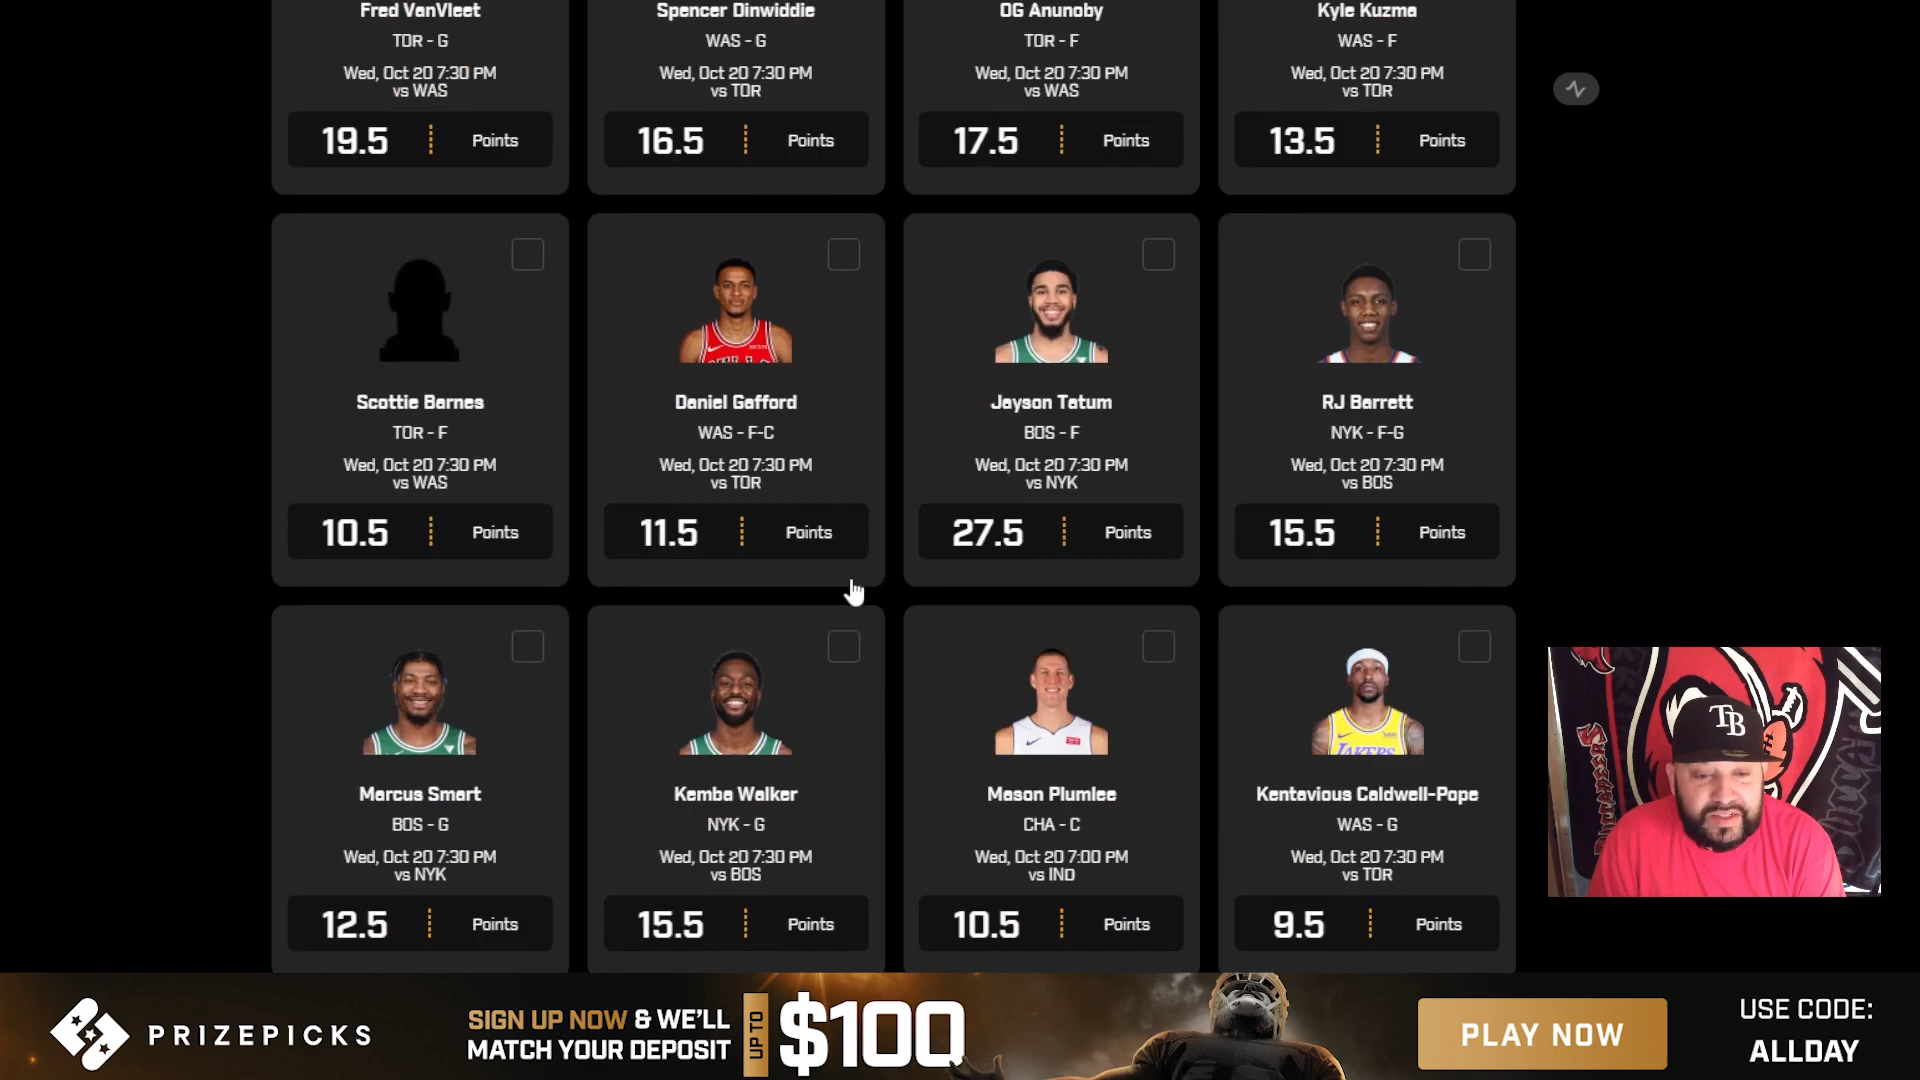 Fred VanVleet
TOR - G
Wed, Oct 20 7:30 PM
vs WAS
19.5 Points
Spencer Dinwiddie
WAS - G
Wed, Oct 20 7:30 PM
vs TOR
16.5 Points
OG Anunoby
TOR - F
Wed, Oct 20 7:30 PM
vs WAS
17.5 Points
Kyle Kuzma
WAS - F
Wed, Oct 20 7:30 PM
vs TOR
13.5 Points
Scottie Barnes
TOR - F
Wed, Oct 20 7:30 PM
vs WAS
10.5 Points
Daniel Gafford
WAS - F-C
Wed, Oct 20 7:30 PM
vs TOR
11.5 Points
Jayson Tatum
BOS - F
Wed, Oct 20 7:30 PM
vs NYK
27.5 Points
RJ Barrett
NYK - F-G
Wed, Oct 20 7:30 PM
vs BOS
15.5 Points
Marcus Smart
BOS - G
Wed, Oct 20 7:30 PM
vs NYK
12.5 Points
Kemba Walker
NYK - G
Wed, Oct 20 7:30 PM
vs BOS
15.5 Points
Mason Plumlee
CHA - C
Wed, Oct 20 7:00 PM
vs IND
10.5 Points
LAKERS
Kentavious Caldwell-Pope
WAS - G
Wed, Oct 20 7:30 PM
vs TOR
9.5 Points
TB
PRIZEPICKS
SIGN UP NOW & WE'LL
MATCH YOUR DEPOSIT
UP TO
$100
PLAY NOW
USE CODE:
ALLDAY